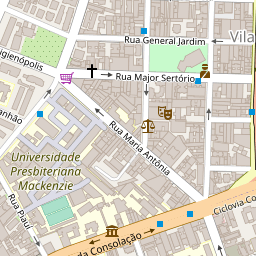 Rua General Jardim
Vila
igienópolis
Rua Major Sertório
anhão
Rua Maria Antônia
Universidade
Presbiteriana
Mackenzie
Rua Piauí
Ciclovia Co
da Consolação